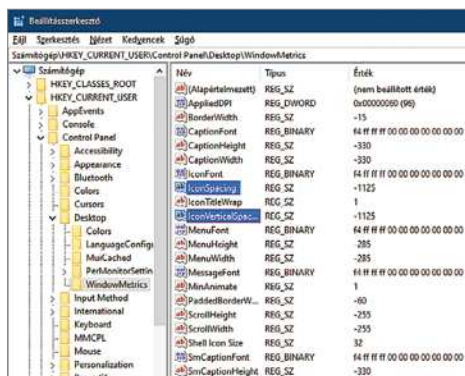 Beállításszerkesztő
Fájl Szerkesztés Nézet Kedvencek Súgó
Számítógép\HKEY_CURRENT_USER\Control Panel\Desktop\WindowMetrics
Számítógép
HKEY_CLASSES_ROOT
HKEY_CURRENT_USER
AppEvents
Console
Control Panel
Accessibility
Appearance
Bluetooth
Colors
Cursors
Desktop
Colors
LanguageConfigu
MuiCached
PerMonitorSettin
WindowMetrics
Input Method
International
Keyboard
MMCPL
Mouse
Personalization
Név Típus Érték
(Alapértelmezett) REG_SZ (nem beállított érték)
AppliedDPI REG_DWORD 0x00000060 (96)
BorderWidth REG_SZ -15
CaptionFont REG_BINARY f4 ff ff ff 00 00 00 00 00 00
CaptionHeight REG_SZ -330
CaptionWidth REG_SZ -330
IconFont REG_BINARY f4 ff ff ff 00 00 00 00 00 00
IconSpacing REG_SZ -1125
IconTitleWrap REG_SZ 1
IconVerticalSpac... REG_SZ -1125
MenuFont REG_BINARY f4 ff ff ff 00 00 00 00 00 00
MenuHeight REG_SZ -285
MenuWidth REG_SZ -285
MessageFont REG_BINARY f4 ff ff ff 00 00 00 00 00 00
MinAnimate REG_SZ 1
PaddedBorderW... REG_SZ -60
ScrollHeight REG_SZ -255
ScrollWidth REG_SZ -255
Shell Icon Size REG_SZ 32
SmCaptionFont REG_BINARY f4 ff ff ff 00 00 00 00 00 00
SmCaptionHeight REG_SZ -330